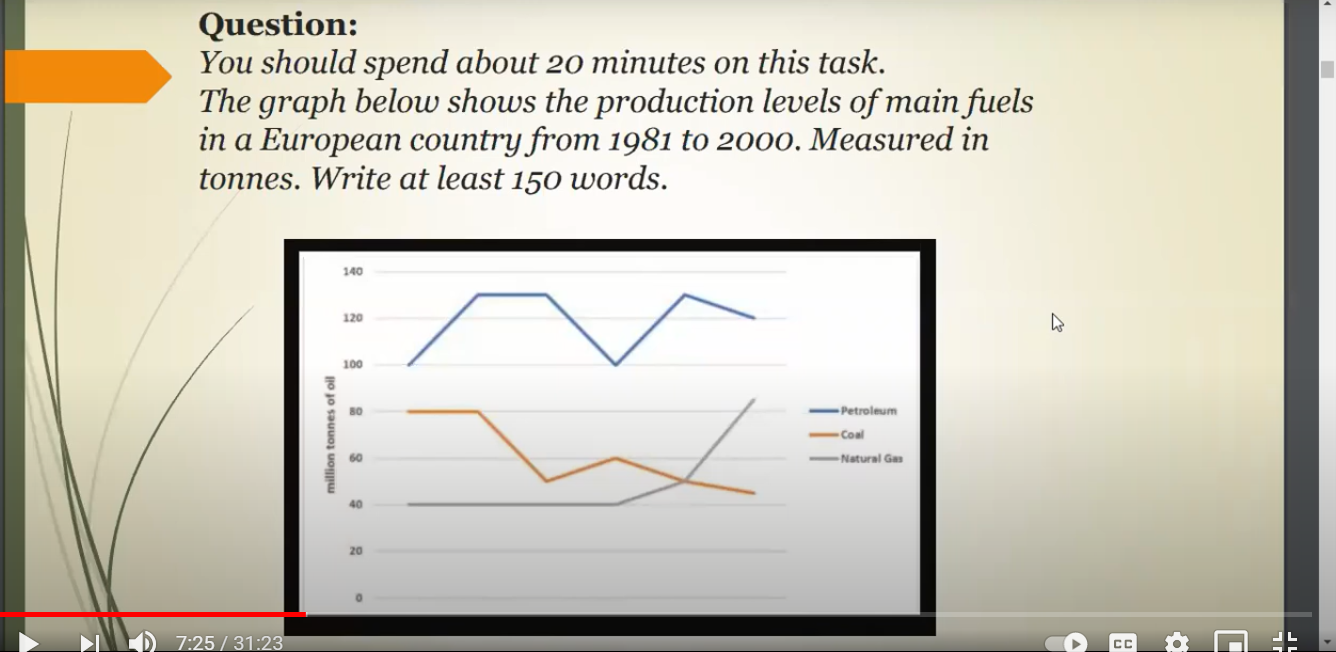 Question:
You should spend about 20 minutes on this task.
The graph below shows the production levels of main fuels
in a European country from 1981 to 2000. Measured in
tonnes. Write at least 150 words.
140
120
100
80
60
40
20
0
million tonnes of oil
Petroleum
Coal
Natural Gas
7:25 / 31:23
CC